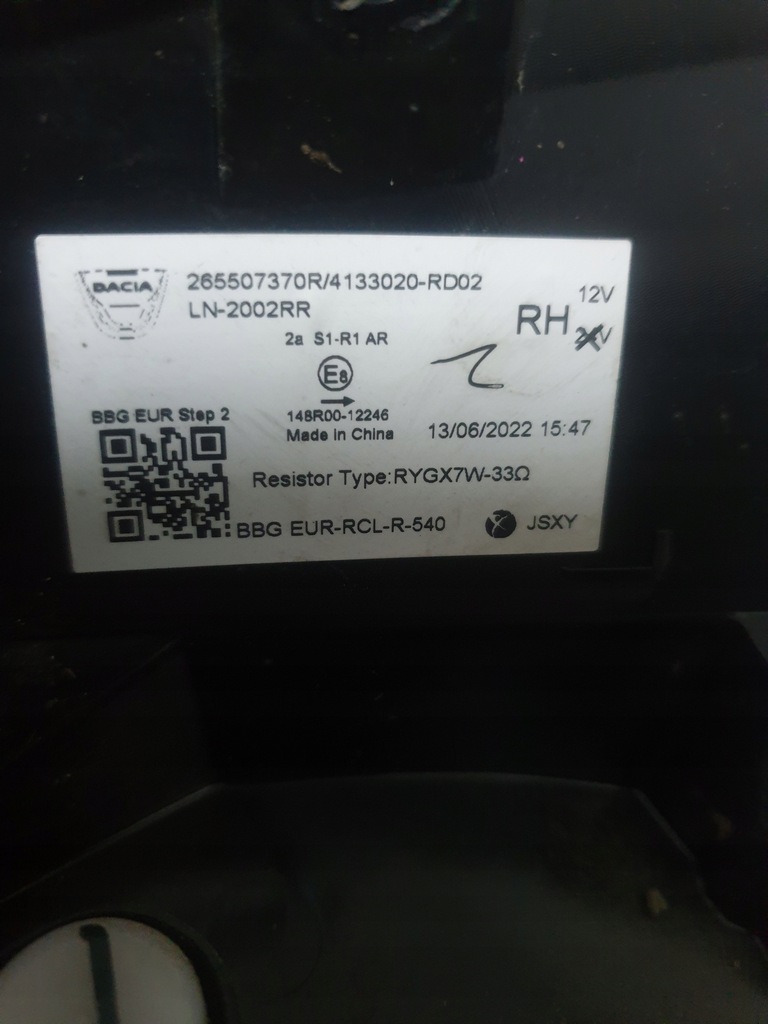 DACIA
265507370R/4133020-RD02
LN-2002RR
12V
RH
24V
2a S1-R1 AR
E8
148R00-12246
BBG EUR Step 2
Made in China
13/06/2022 15:47
Resistor Type:RYGX7W-33Ω
BBG EUR-RCL-R-540
JSXY